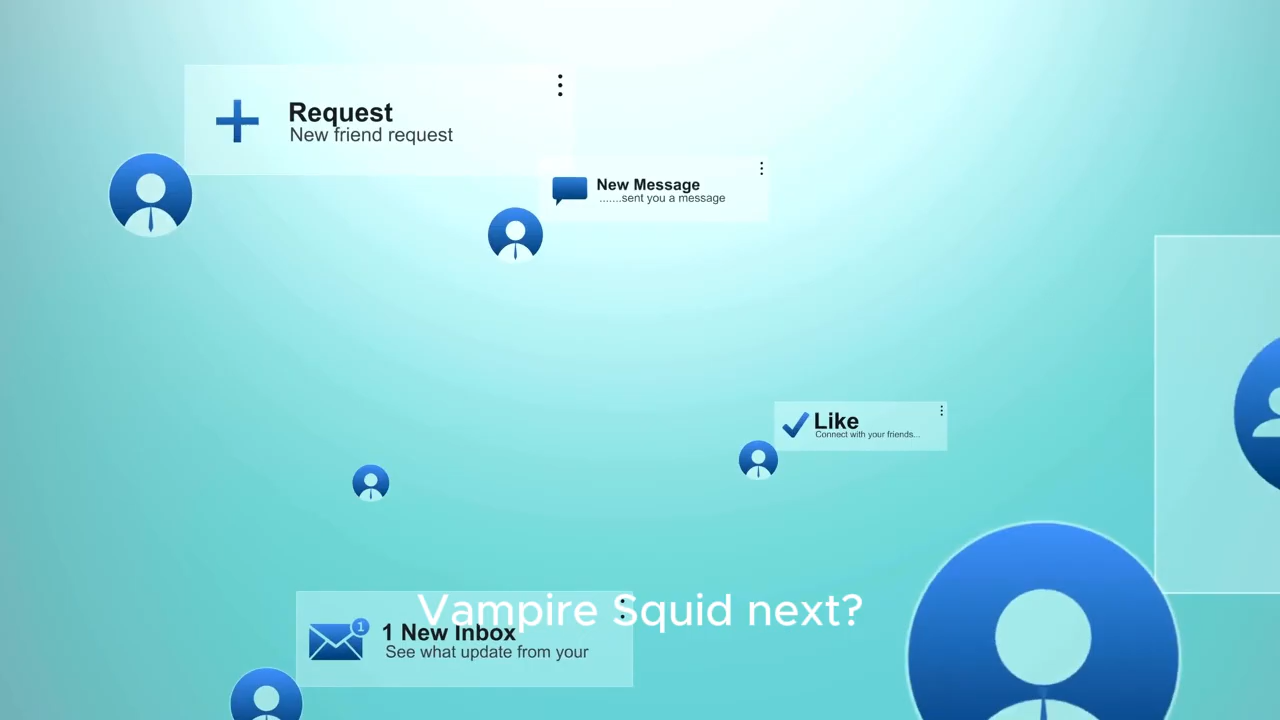 Request
New friend request
New Message
.......sent you a message
Like
Connect with your friends...
Vampire Squid next?
1
1 New Inbox
See what update from your